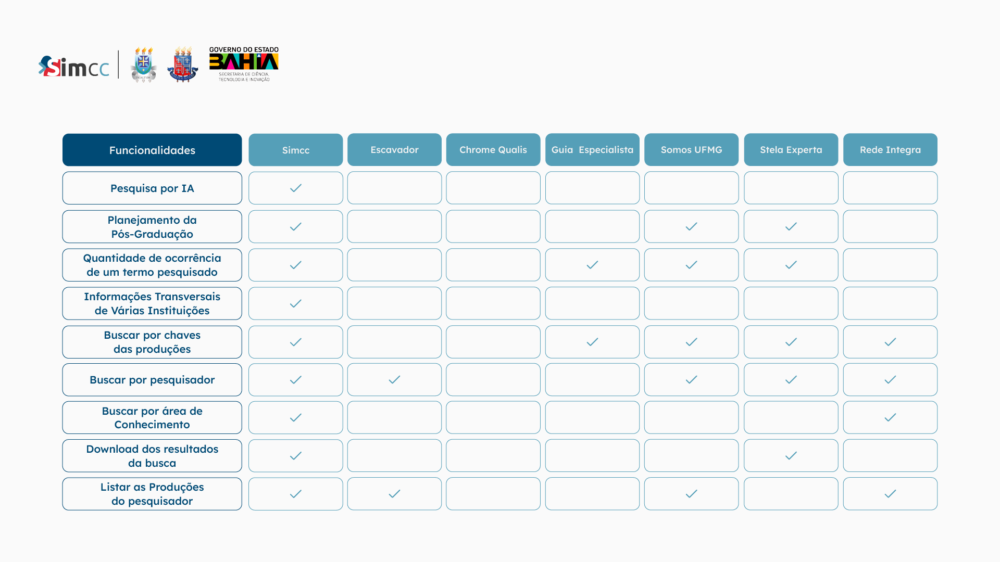 Simcc
GOVERNO DO ESTADO
BAHIA
SECRETARIA DE CIÊNCIA,
TECNOLOGIA E INOVAÇÃO
Funcionalidades
Simcc
Escavador
Chrome Qualis
Guia  Especialista
Somos UFMG
Stela Experta
Rede Integra
Pesquisa por IA
Planejamento da
Pós-Graduação
Quantidade de ocorrência
de um termo pesquisado
Informações Transversais
de Várias Instituições
Buscar por chaves
das produções
Buscar por pesquisador
Buscar por área de
Conhecimento
Download dos resultados
da busca
Listar as Produções
do pesquisador